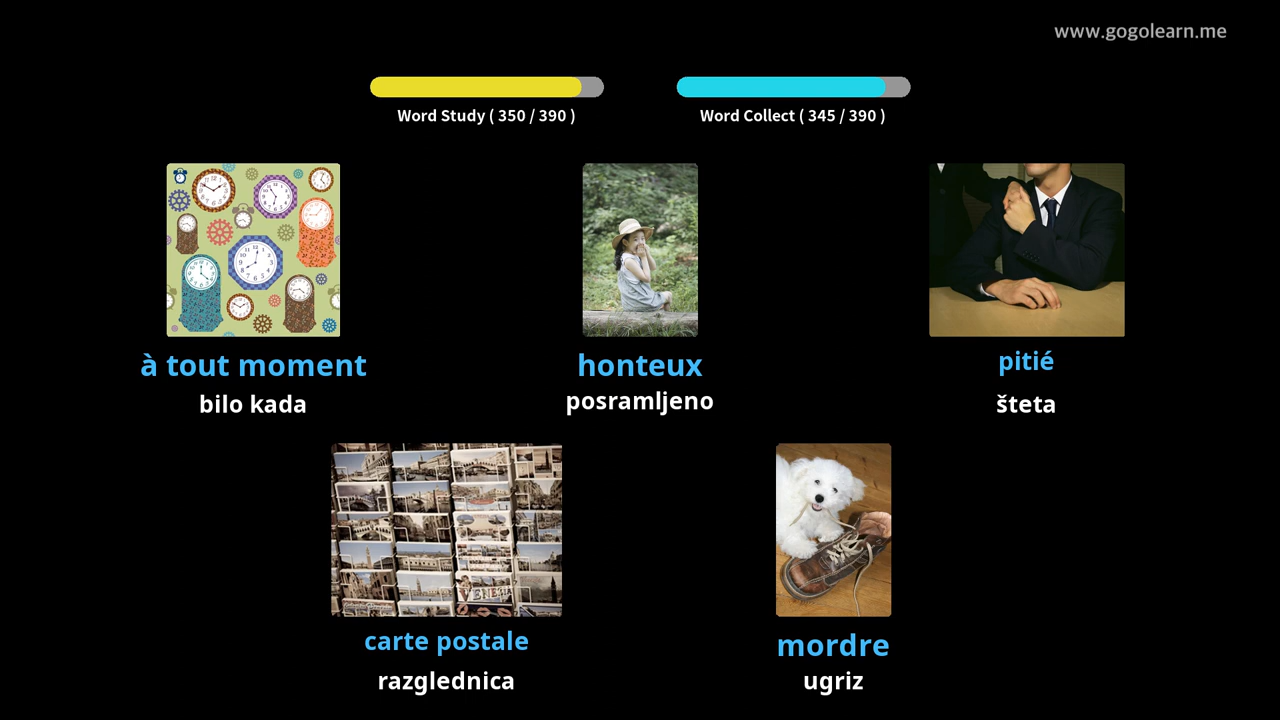 www.gogolearn.me
Word Study ( 350 / 390 )
Word Collect ( 345 / 390 )
à tout moment
bilo kada
honteux
posramljeno
pitié
šteta
carte postale
razglednica
mordre
ugriz